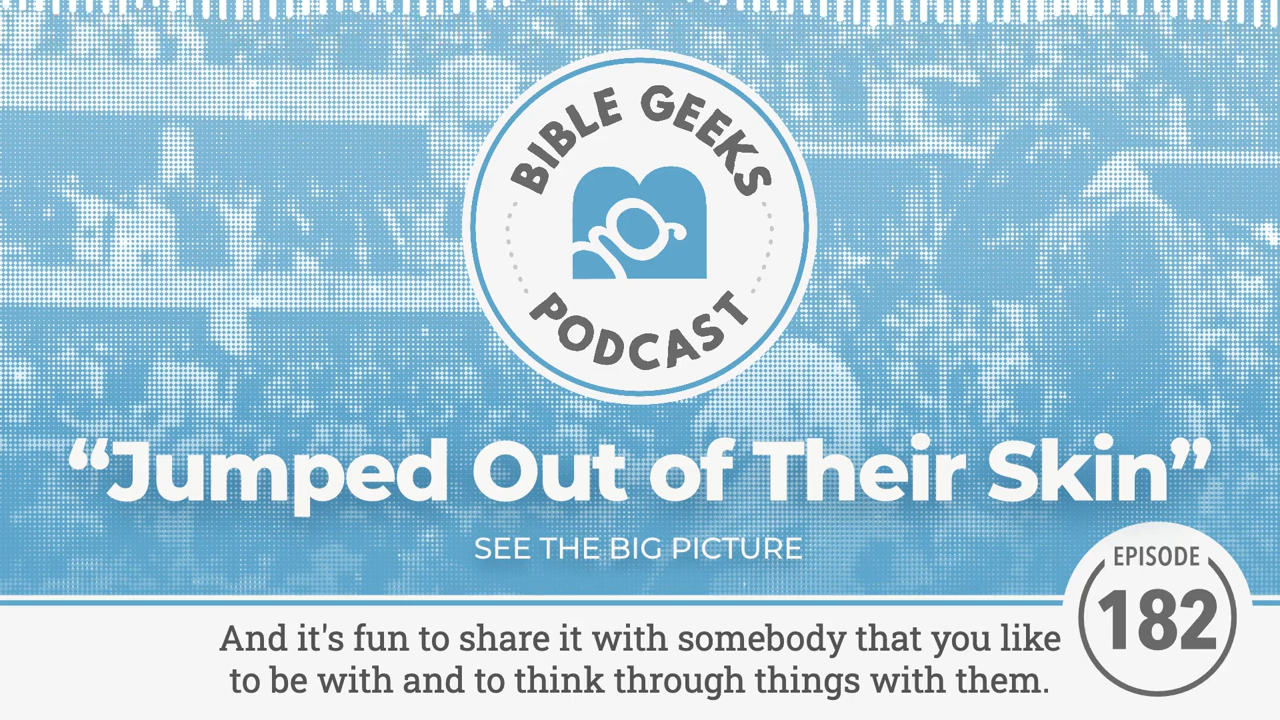 BIBLE GEEKS
PODCAST
“Jumped Out of Their Skin”
SEE THE BIG PICTURE
EPISODE
182
And it's fun to share it with somebody that you like
to be with and to think through things with them.